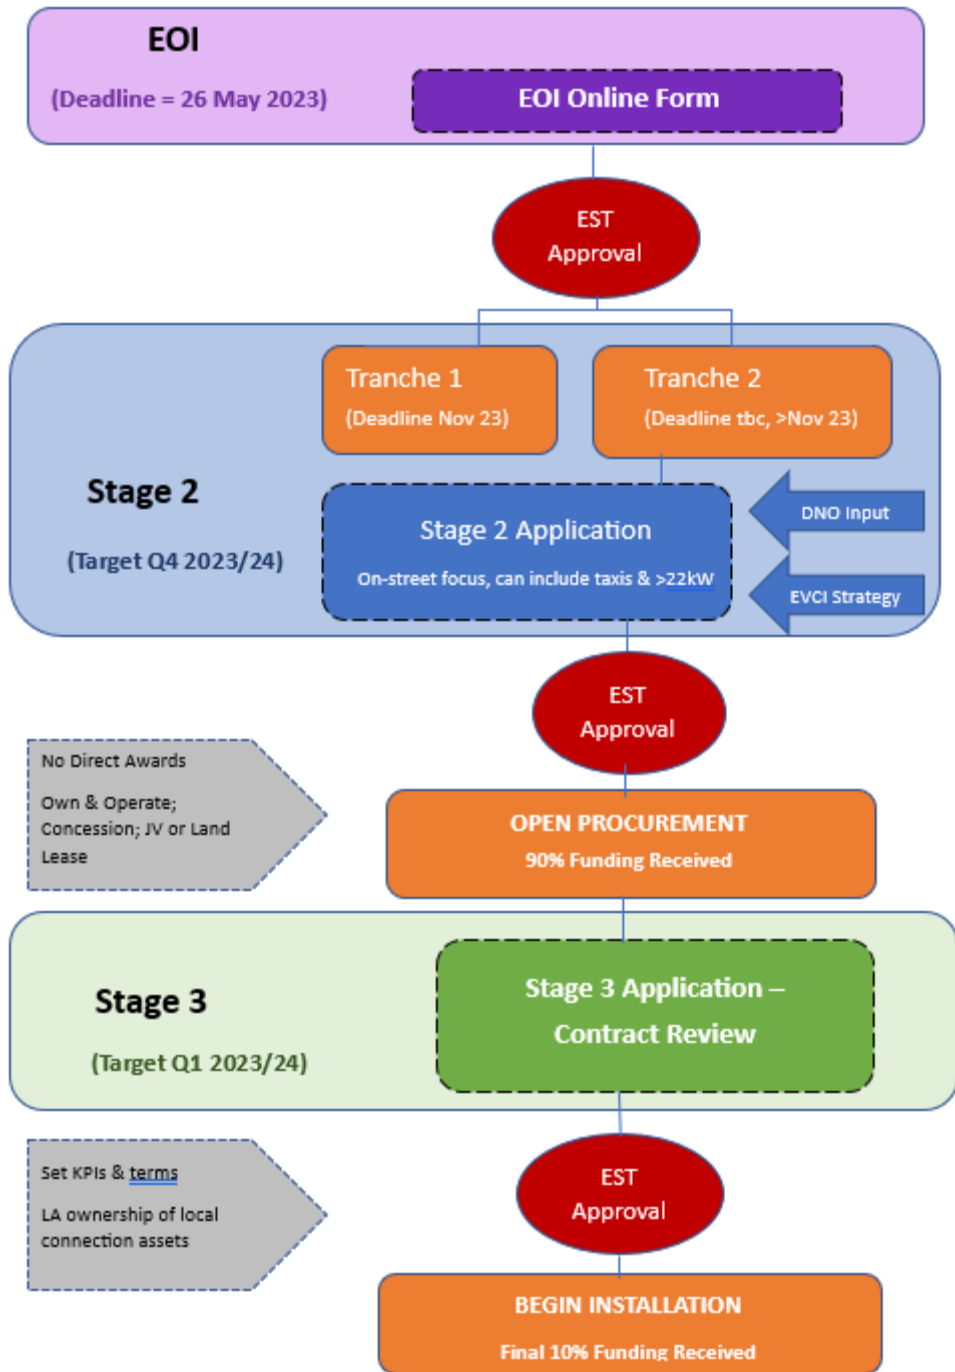 EOI
(Deadline = 26 May 2023)
EOI Online Form
EST
Approval
Tranche 1
(Deadline Nov 23)
Tranche 2
(Deadline tbc, >Nov 23)
Stage 2
(Target Q4 2023/24)
Stage 2 Application
On-street focus, can include taxis & >22kW
DNO Input
EVCI Strategy
EST
Approval
No Direct Awards
Own & Operate;
Concession; JV or Land
Lease
OPEN PROCUREMENT
90% Funding Received
Stage 3
(Target Q1 2023/24)
Stage 3 Application –
Contract Review
Set KPIs & terms
LA ownership of local
connection assets
EST
Approval
BEGIN INSTALLATION
Final 10% Funding Received